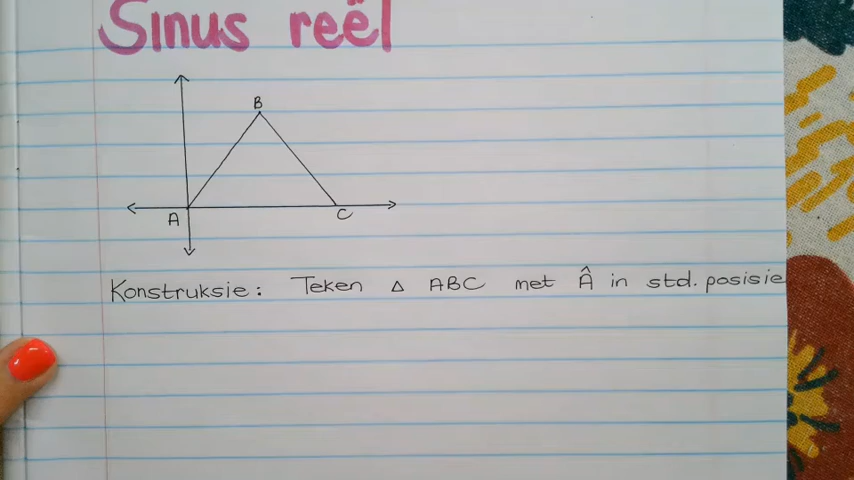 Sinus reël
B
A
C
Konstruksie: Teken △ ABC met Â in std. posisie